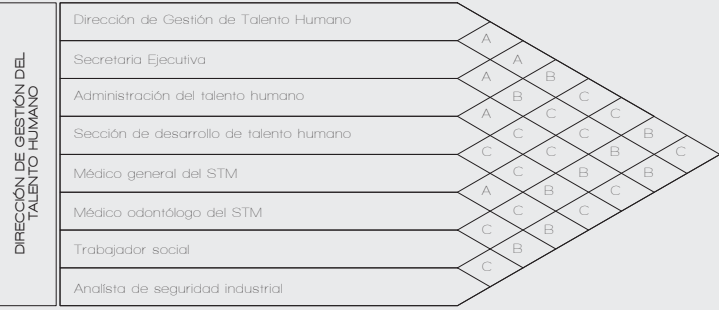 DIRECCIÓN DE GESTIÓN DEL
TALENTO HUMANO
Dirección de Gestión de Talento Humano
A
A
Secretaria Ejecutiva
A B
B C
Administración del talento humano
A C C
C C B
Sección de desarrollo de talento humano
C C B C
C B B
Médico general del STM
A B C
C C
Médico odontólogo del STM
C B
B
Trabajador social
C
Analista de seguridad industrial